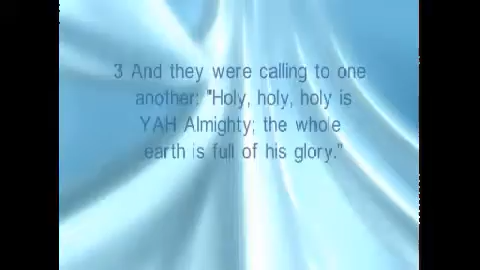 3 And they were calling to one
another: "Holy, holy, holy is
YAH Almighty; the whole
earth is full of his glory."